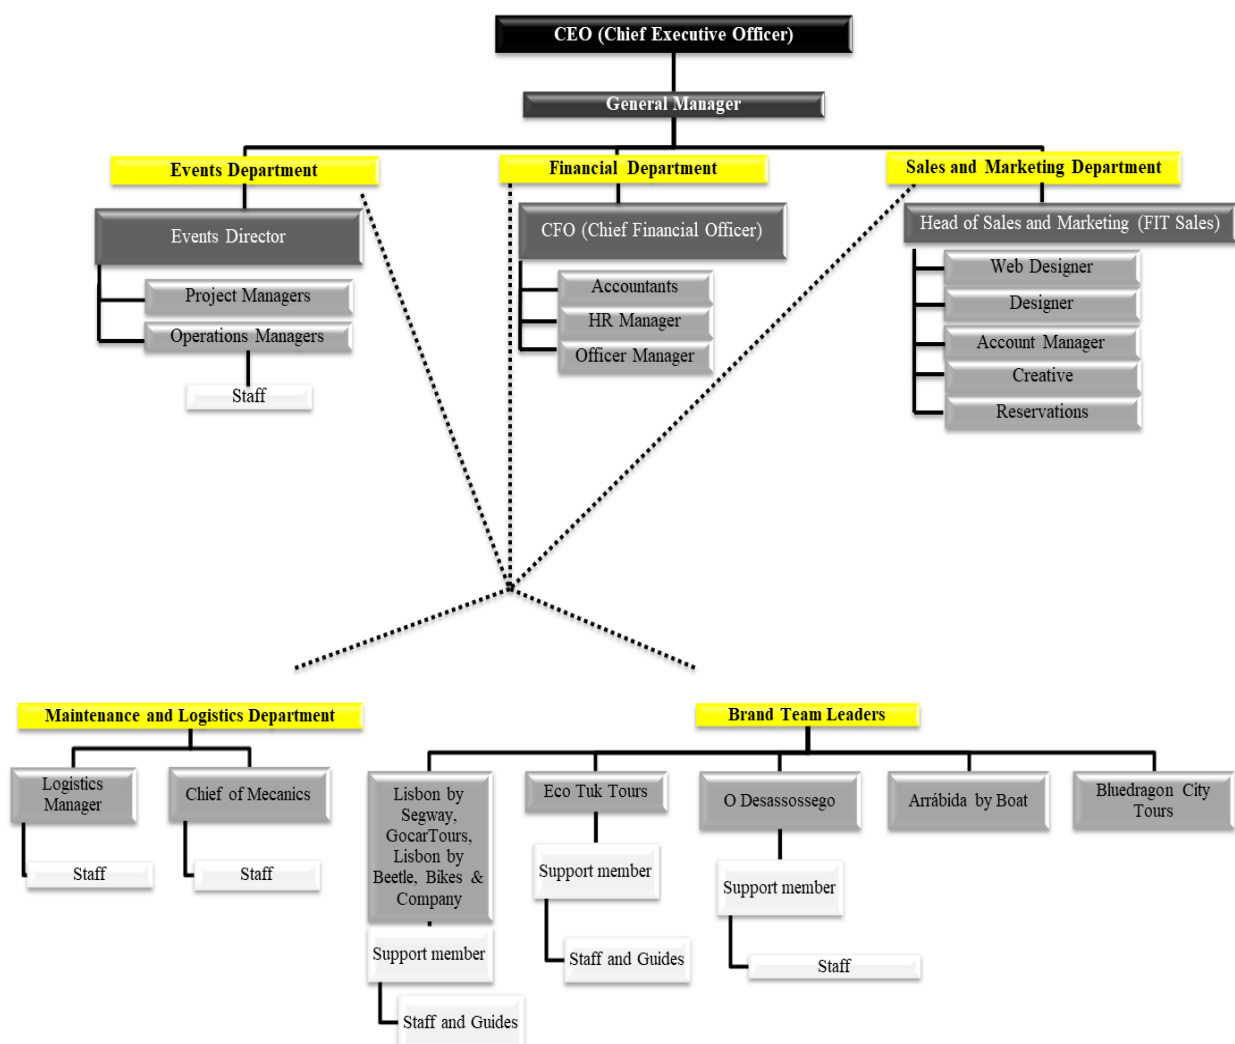 CEO (Chief Executive Officer)
General Manager
Events Department
Financial Department
Sales and Marketing Department
Events Director
CFO (Chief Financial Officer)
Head of Sales and Marketing (FIT Sales)
Project Managers
Operations Managers
Staff
Accountants
HR Manager
Officer Manager
Web Designer
Designer
Account Manager
Creative
Reservations
Maintenance and Logistics Department
Brand Team Leaders
Logistics
Manager
Chief of Mecanics
Staff
Staff
Lisbon by
Segway,
GocarTours,
Lisbon by
Beetle, Bikes &
Company
Support member
Staff and Guides
Eco Tuk Tours
Support member
Staff and Guides
O Desassossego
Support member
Staff
Arrábida by Boat
Bluedragon City
Tours